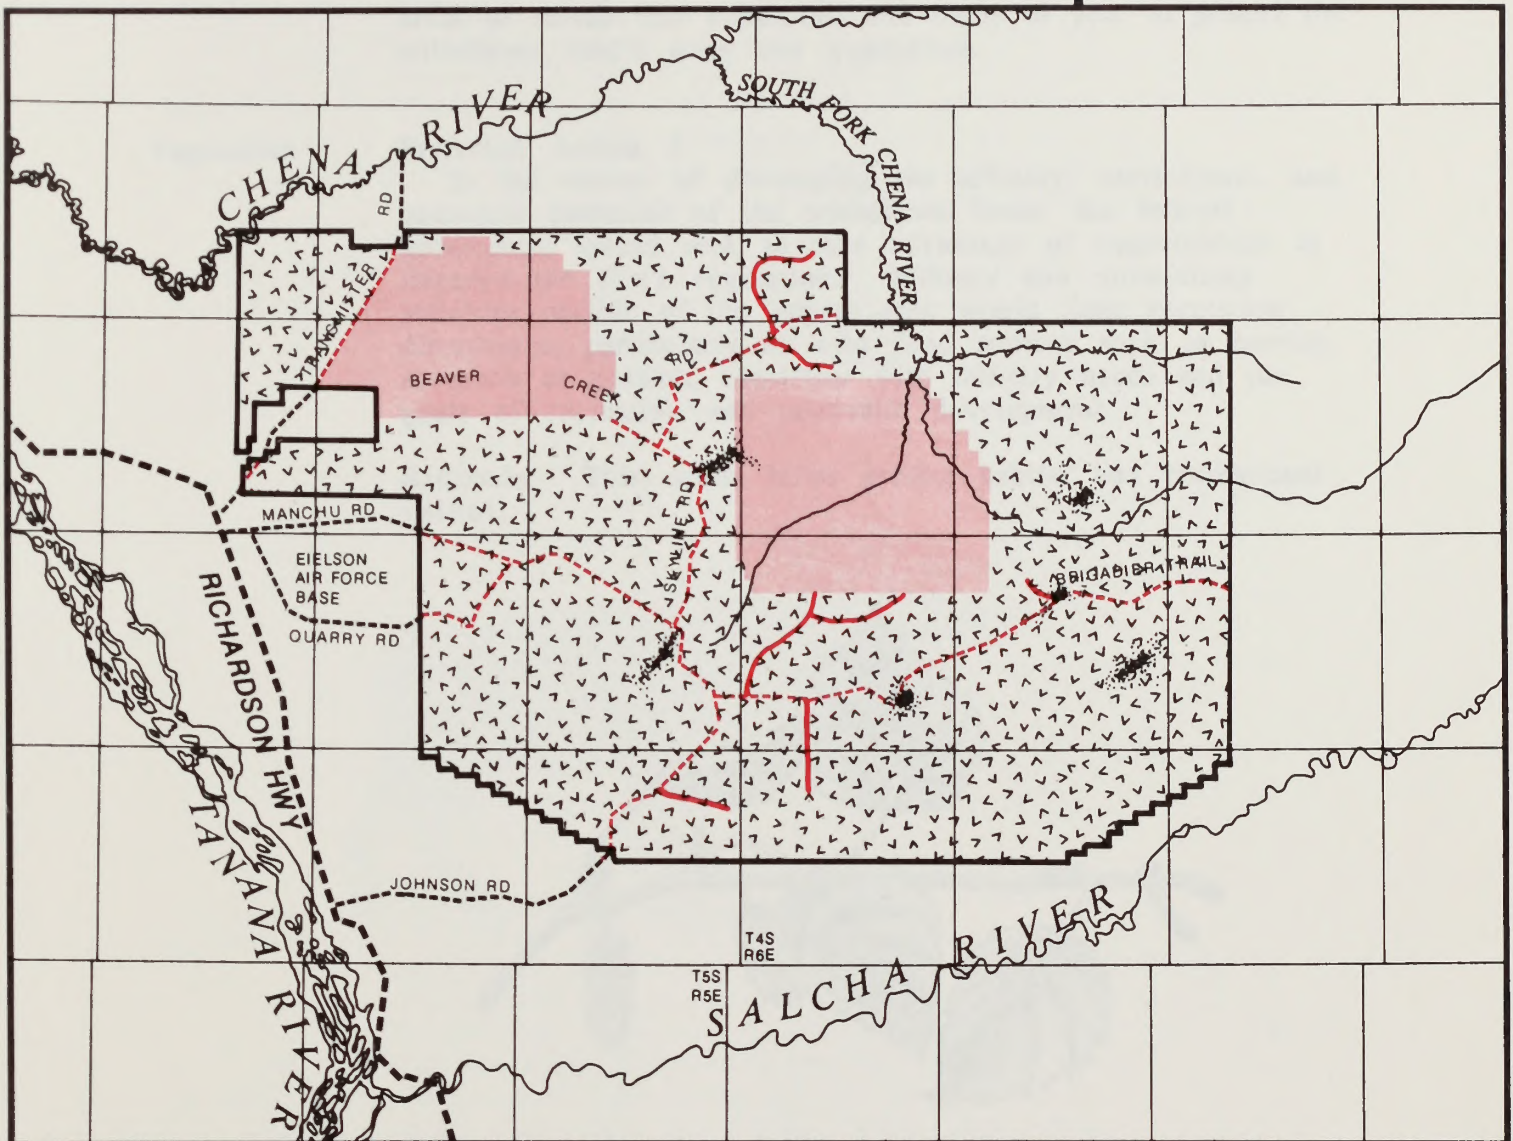 SOUTH FORK CHENA RIVER
CHENA RIVER
TRANSMITTER RD
BEAVER CREEK RD
SKYLINE RD
MANCHU RD
EIELSON
AIR FORCE
BASE
QUARRY RD
BRIGADIER TRAIL
RICHARDSON HWY
TANANA RIVER
JOHNSON RD
T4S
R6E
T5S
R5E
SALCHA RIVER